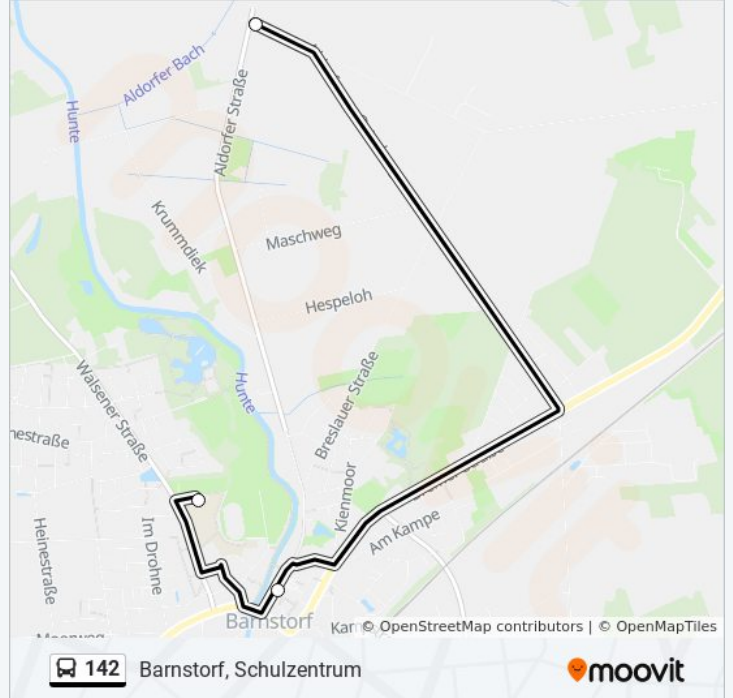 Aldorfer Bach
Hunte
Aldorfer Straße
Krummdiek
Maschweg
Hespeloh
Walsener Straße
Hunte
Breslauer Straße
nestraße
Kienmoor
Am Kampe
Heinestraße
Im Drohne
Barnstorf
© OpenStreetMap contributors | © OpenMapTiles
142 Barnstorf, Schulzentrum
moovit